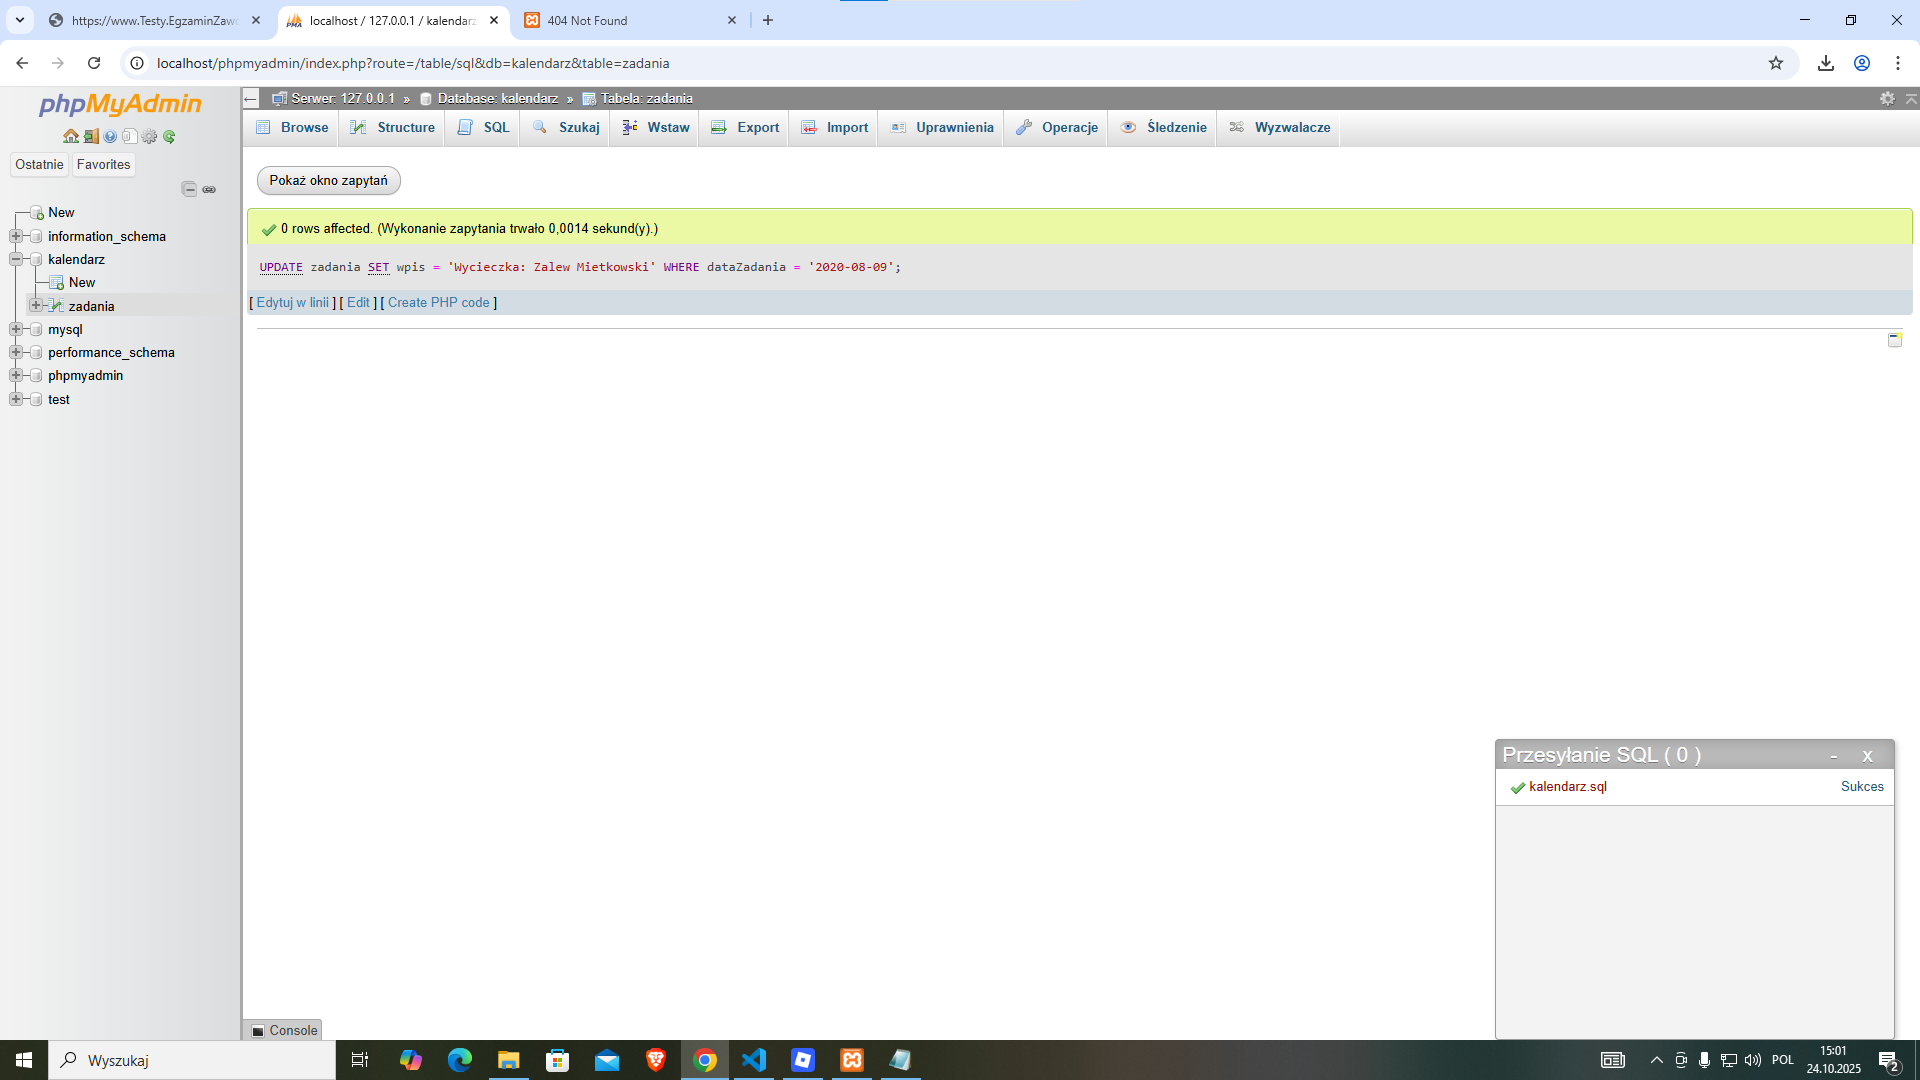 https://www.Testy.EgzaminZawo
localhost / 127.0.0.1 / kalendarz
404 Not Found
localhost/phpmyadmin/index.php?route=/table/sql&db=kalendarz&table=zadania
phpMyAdmin
Ostatnie Favorites
New
information_schema
kalendarz
New
zadania
mysql
performance_schema
phpmyadmin
test
Serwer: 127.0.0.1 » Database: kalendarz » Tabela: zadania
Browse Structure SQL Szukaj Wstaw Export Import Uprawnienia Operacje Śledzenie Wyzwalacze
Pokaż okno zapytań
0 rows affected. (Wykonanie zapytania trwało 0,0014 sekund(y).)
UPDATE zadania SET wpis = 'Wycieczka: Zalew Mietkowski' WHERE dataZadania = '2020-08-09';
[ Edytuj w linii ] [ Edit ] [ Create PHP code ]
Przesyłanie SQL ( 0 ) - x
kalendarz.sql Sukces
Console
Wyszukaj
POL
15:01
24.10.2025
2